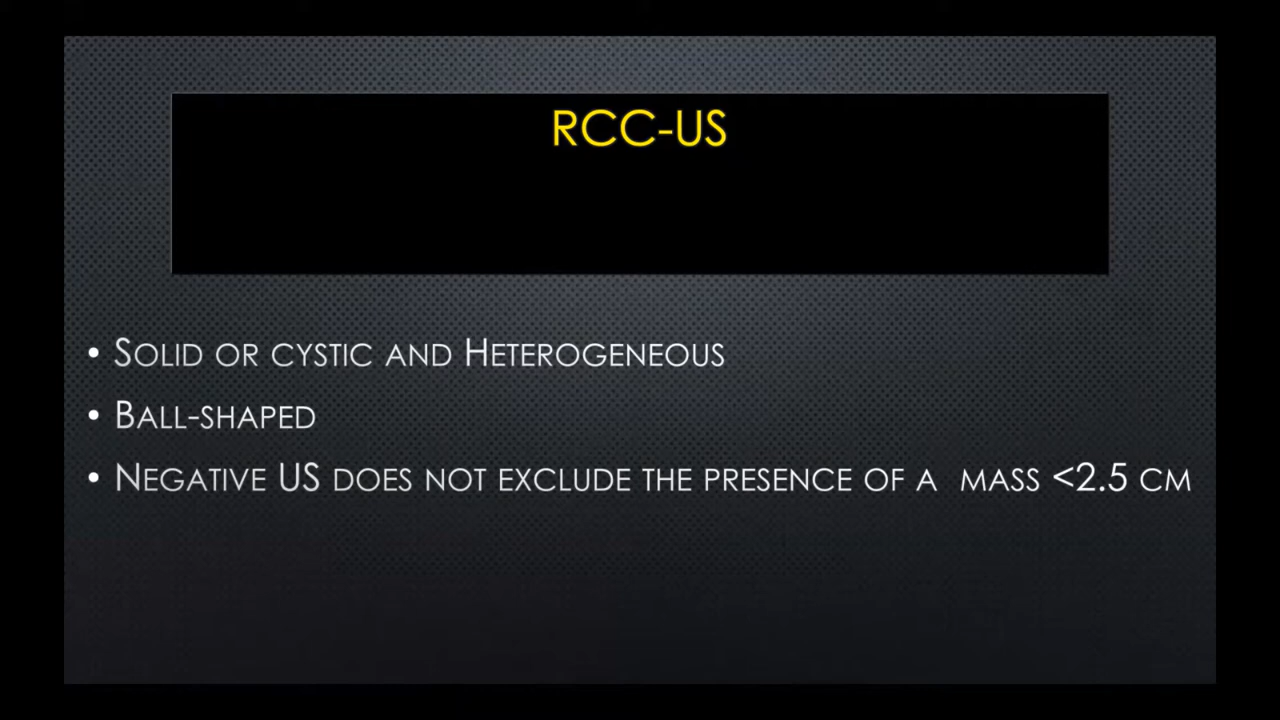 RCC-US
• Solid or cystic and Heterogeneous
• Ball-shaped
• Negative US does not exclude the presence of a mass <2.5 cm